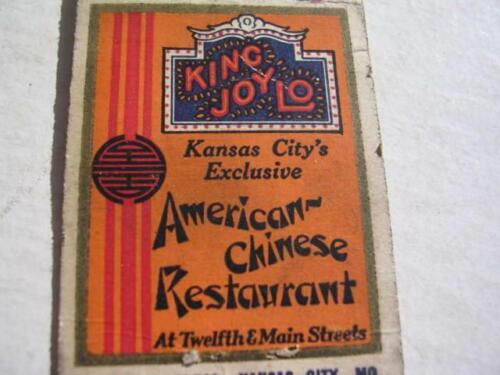 KING
JOY LO
Kansas City's
Exclusive
American-
Chinese
Restaurant
At Twelfth & Main Streets
KANSAS CITY, MO.